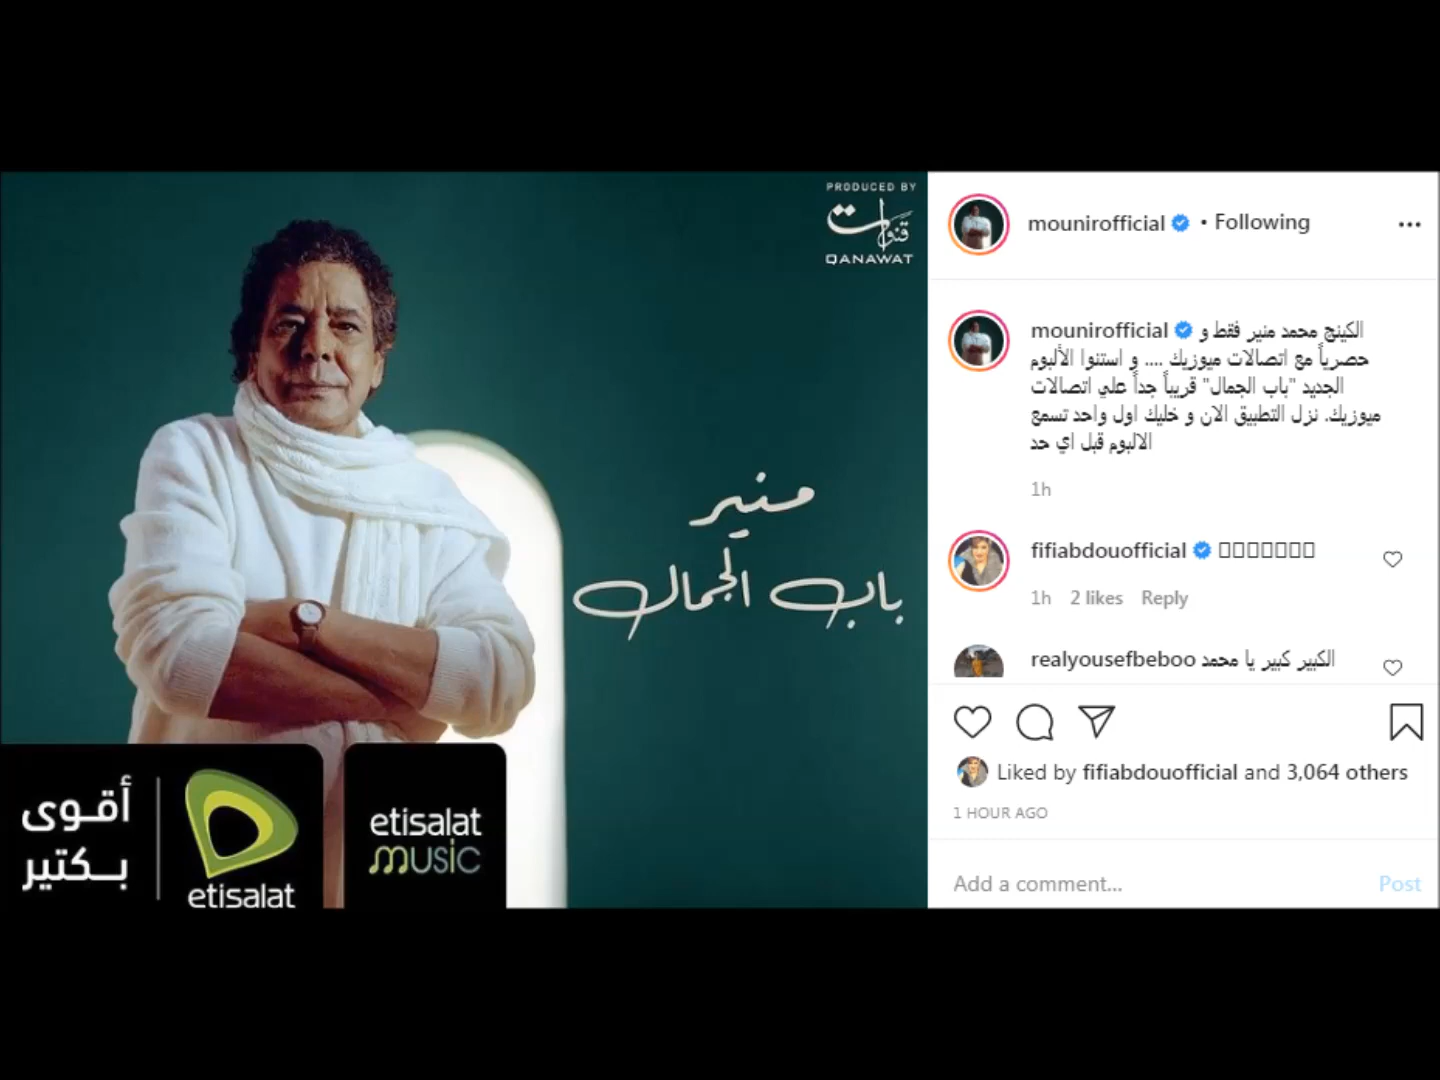 PRODUCED BY
قنوات
QANAWAT
منير
باب الجمال
أقوى
بكتير
etisalat
etisalat
music
mounirofficial • Following
mounirofficial الكينج محمد منير فقط و
حصرياً مع اتصالات ميوزيك .... و استنوا الألبوم
الجديد "باب الجمال" قريباً جداً علي اتصالات
ميوزيك. نزل التطبيق الان و خليك اول واحد تسمع
الالبوم قبل اي حد
1h
fifiabdouofficial
1h 2 likes Reply
realyousefbeboo الكبير كبير يا محمد
Liked by fifiabdouofficial and 3,064 others
1 HOUR AGO
Add a comment... Post